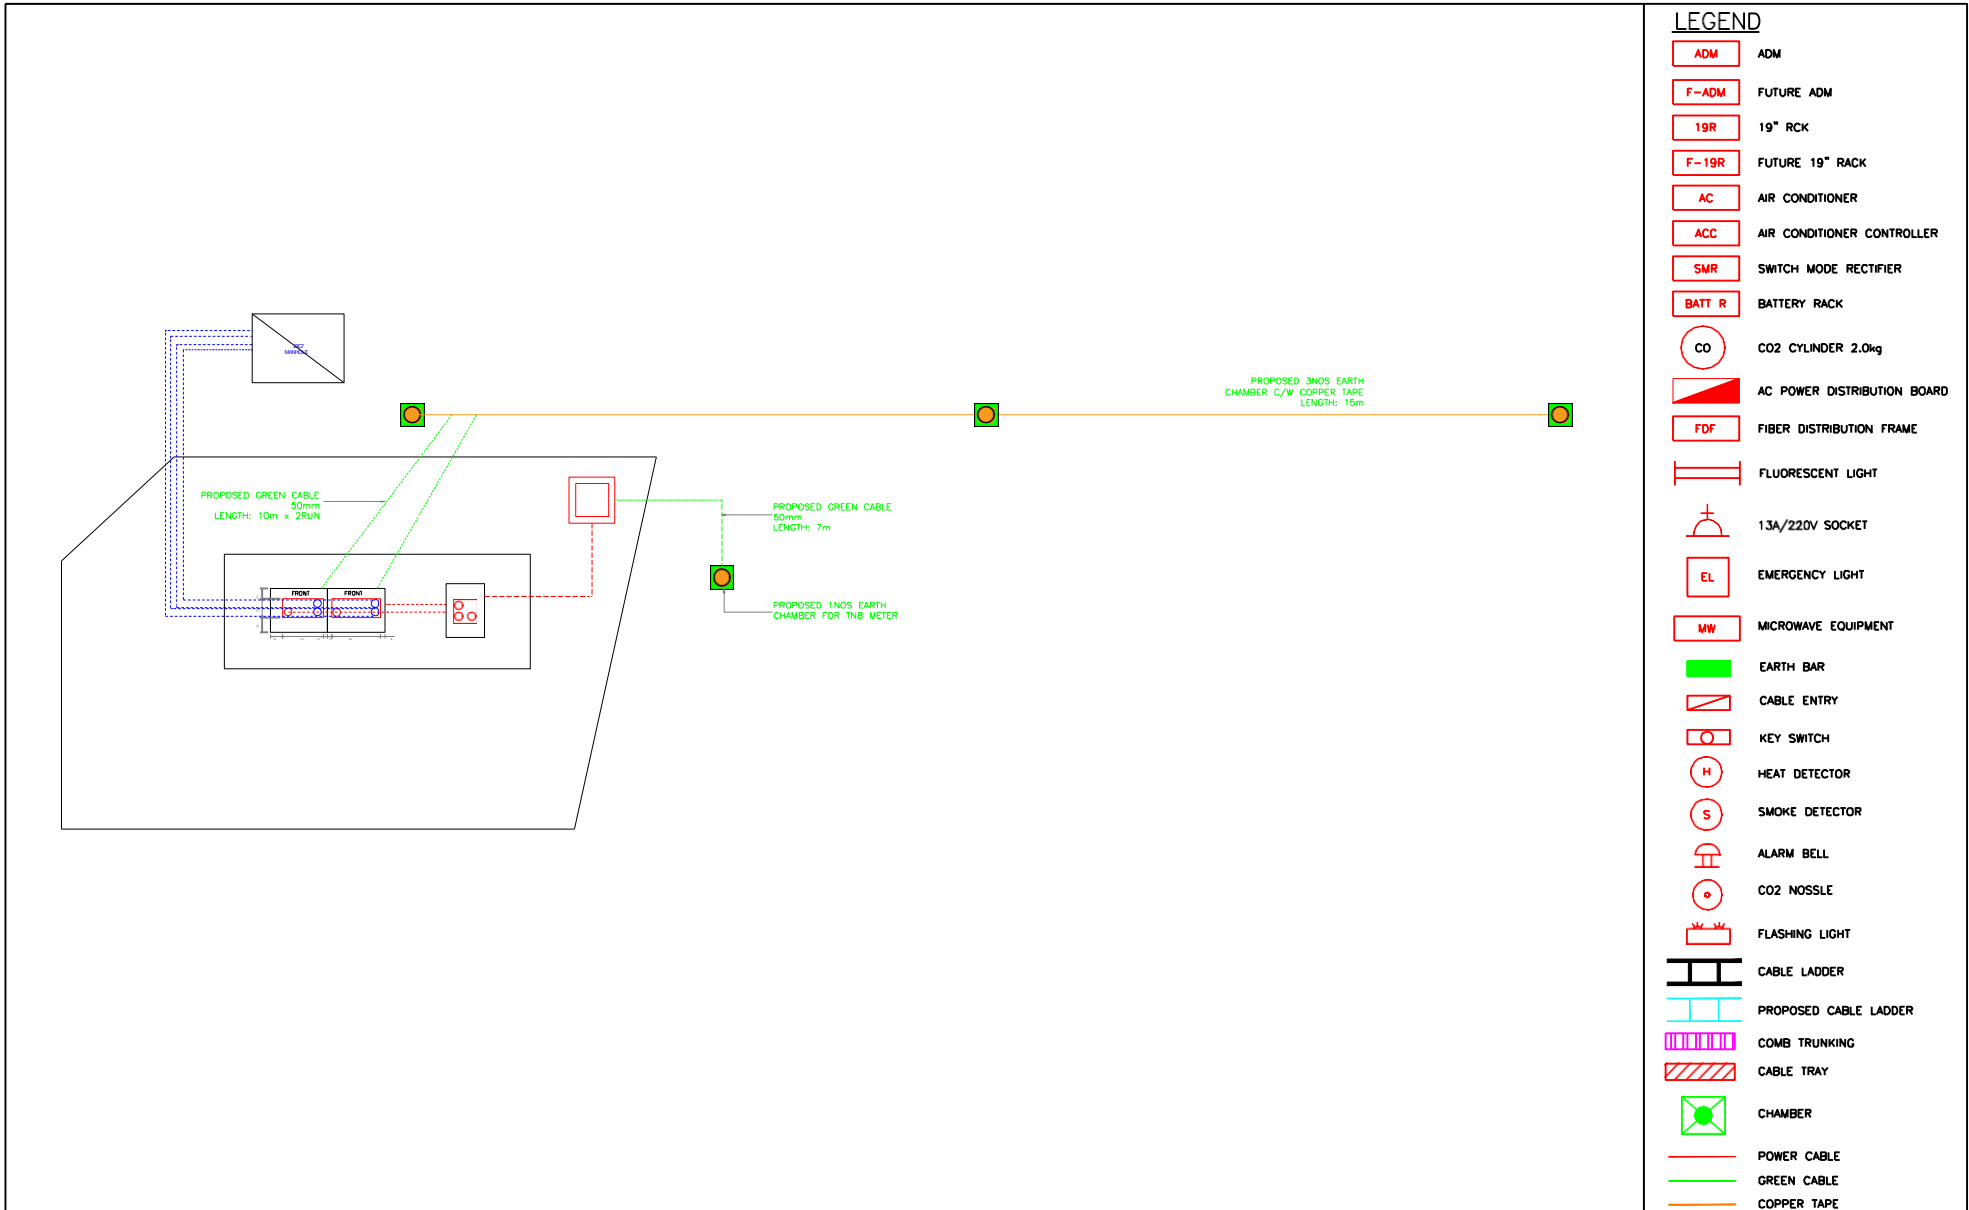 MANHOLE
PROPOSED 3NOS EARTH
CHAMBER C/W COPPER TAPE
LENGTH: 15m
PROPOSED GREEN CABLE
50mm
LENGTH: 10m x 2RUN
PROPOSED GREEN CABLE
50mm
LENGTH: 7m
FRONT
FRONT
PROPOSED 1NOS EARTH
CHAMBER FOR TNB METER
LEGEND
ADM ADM
F-ADM FUTURE ADM
19R 19" RCK
F-19R FUTURE 19" RACK
AC AIR CONDITIONER
ACC AIR CONDITIONER CONTROLLER
SMR SWITCH MODE RECTIFIER
BATT R BATTERY RACK
CO CO2 CYLINDER 2.0kg
AC POWER DISTRIBUTION BOARD
FDF FIBER DISTRIBUTION FRAME
FLUORESCENT LIGHT
13A/220V SOCKET
EL EMERGENCY LIGHT
MW MICROWAVE EQUIPMENT
EARTH BAR
CABLE ENTRY
KEY SWITCH
H HEAT DETECTOR
S SMOKE DETECTOR
ALARM BELL
CO2 NOSSLE
FLASHING LIGHT
CABLE LADDER
PROPOSED CABLE LADDER
COMB TRUNKING
CABLE TRAY
CHAMBER
POWER CABLE
GREEN CABLE
COPPER TAPE